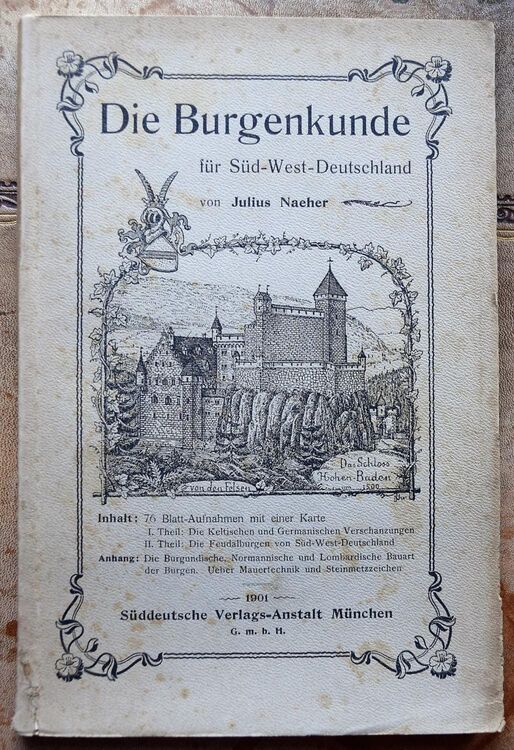 Die Burgenkunde
für Süd-West-Deutschland
von Julius Naeher
Das Schloss
Hohen-Baden
1500
von den Felsen
Inhalt: 76 Blatt-Aufnahmen mit einer Karte
I. Theil: Die Keltischen und Germanischen Verschanzungen
II. Theil: Die Feudalburgen von Süd-West-Deutschland
Anhang: Die Burgundische, Normannische und Lombardische Bauart
der Burgen. Ueber Mauertechnik und Steinmetzzeichen
1901
Süddeutsche Verlags-Anstalt München
G. m. b. H.